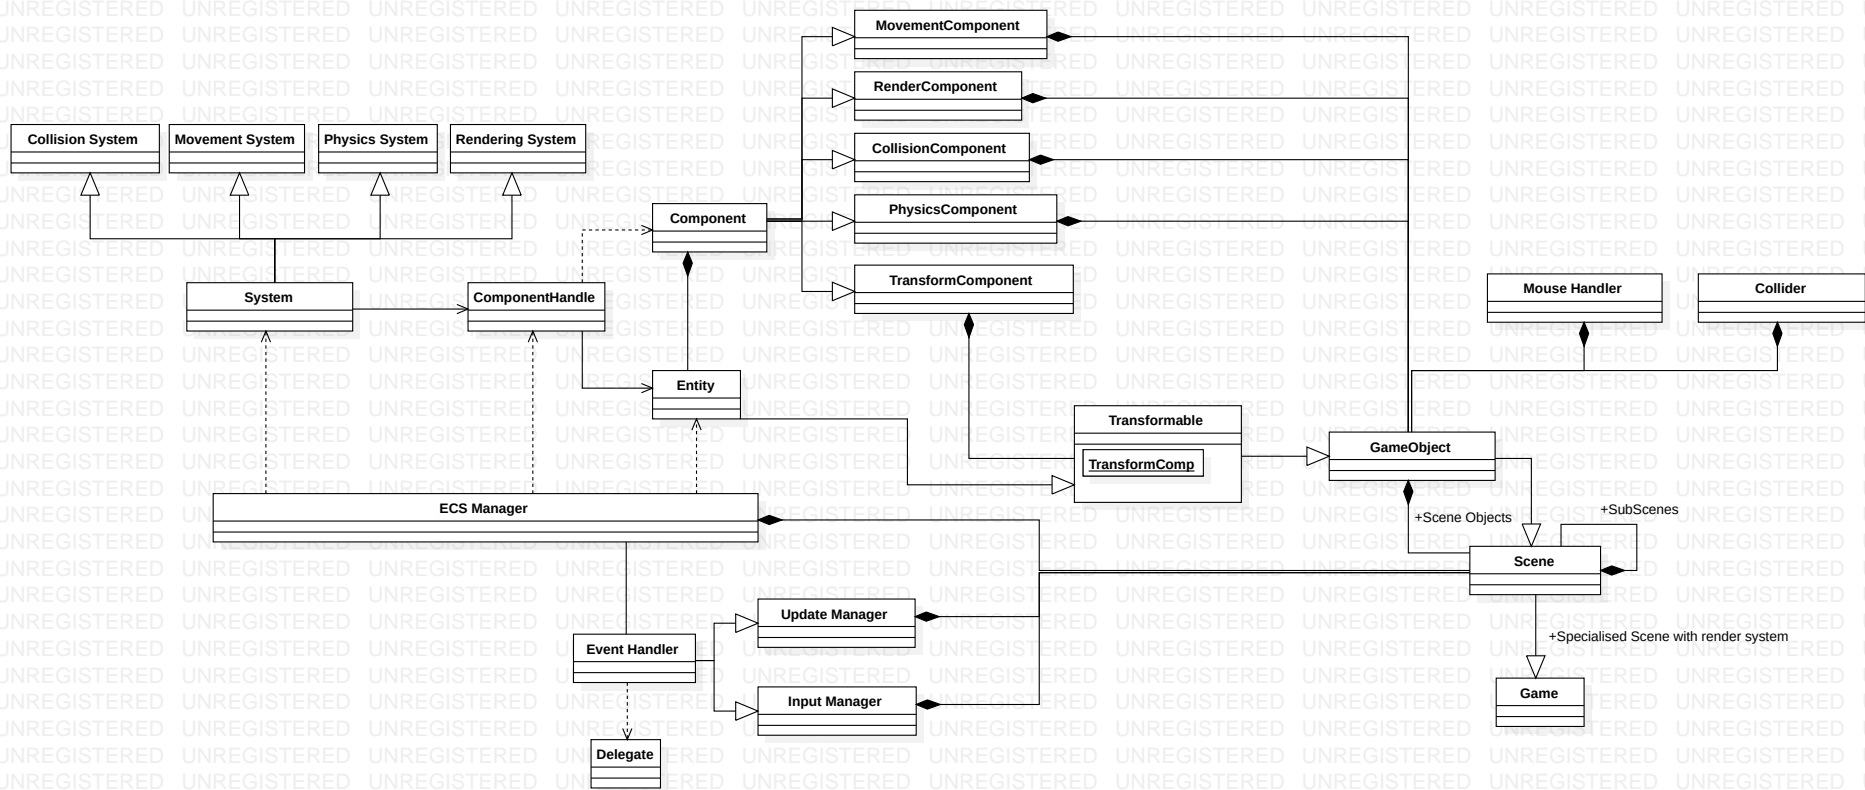 MovementComponent
RenderComponent
Collision System
Movement System
Physics System
Rendering System
CollisionComponent
Component
PhysicsComponent
TransformComponent
System
ComponentHandle
Mouse Handler
Collider
Entity
Transformable
TransformComp
GameObject
ECS Manager
+Scene Objects
+SubScenes
Scene
Update Manager
Event Handler
+Specialised Scene with render system
Input Manager
Game
Delegate
UNREGISTERED